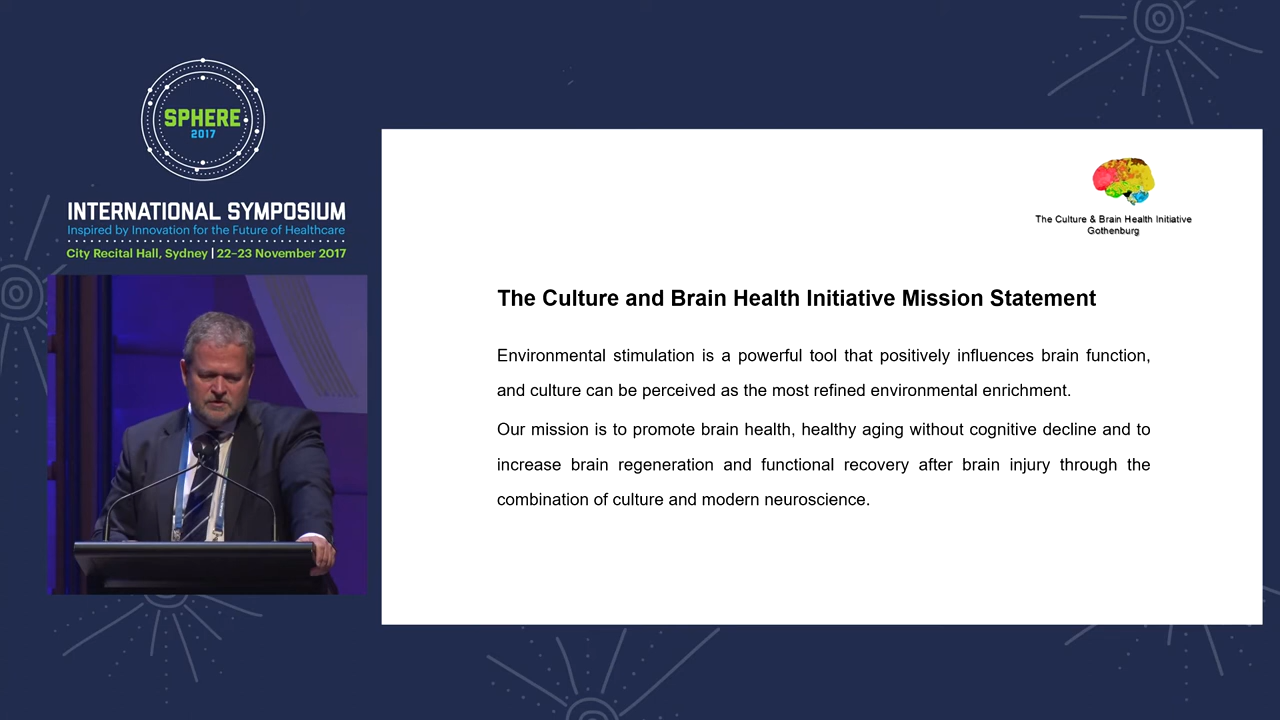 SPHERE
2017
INTERNATIONAL SYMPOSIUM
Inspired by Innovation for the Future of Healthcare
City Recital Hall, Sydney | 22–23 November 2017
The Culture & Brain Health Initiative
Gothenburg
The Culture and Brain Health Initiative Mission Statement
Environmental stimulation is a powerful tool that positively influences brain function,
and culture can be perceived as the most refined environmental enrichment.
Our mission is to promote brain health, healthy aging without cognitive decline and to
increase brain regeneration and functional recovery after brain injury through the
combination of culture and modern neuroscience.